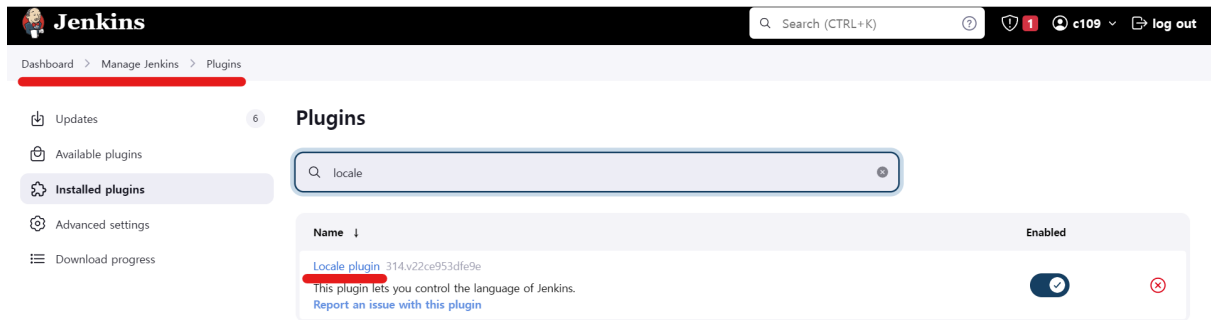 Jenkins
Search (CTRL+K)
1
c109
log out
Dashboard > Manage Jenkins > Plugins
Updates 6
Available plugins
Installed plugins
Advanced settings
Download progress
Plugins
locale
Name ↓ Enabled
Locale plugin 314.v22ce953dfe9e
This plugin lets you control the language of Jenkins.
Report an issue with this plugin